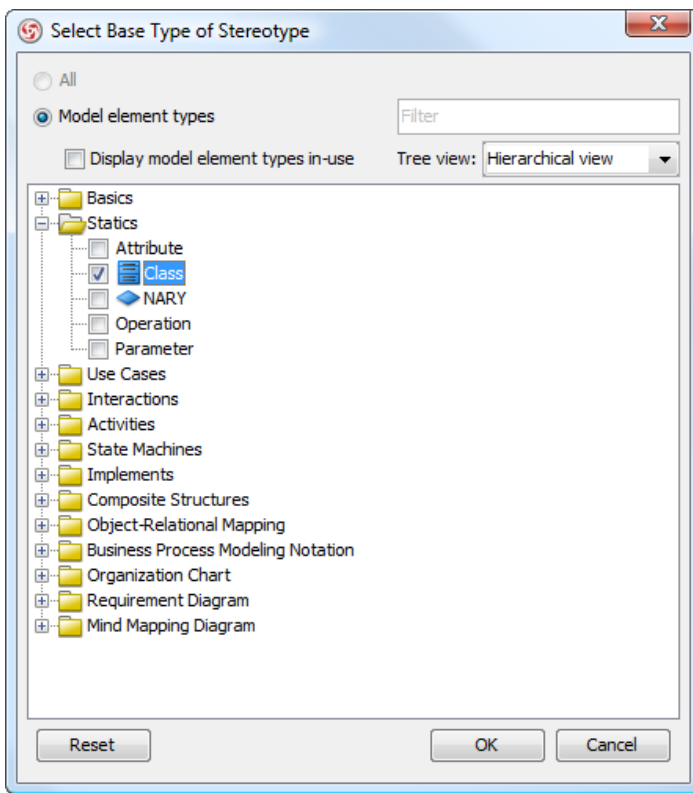 Select Base Type of Stereotype
All
Model element types
Filter
Display model element types in-use
Tree view: Hierarchical view
Basics
Statics
Attribute
Class
NARY
Operation
Parameter
Use Cases
Interactions
Activities
State Machines
Implements
Composite Structures
Object-Relational Mapping
Business Process Modeling Notation
Organization Chart
Requirement Diagram
Mind Mapping Diagram
Reset OK Cancel